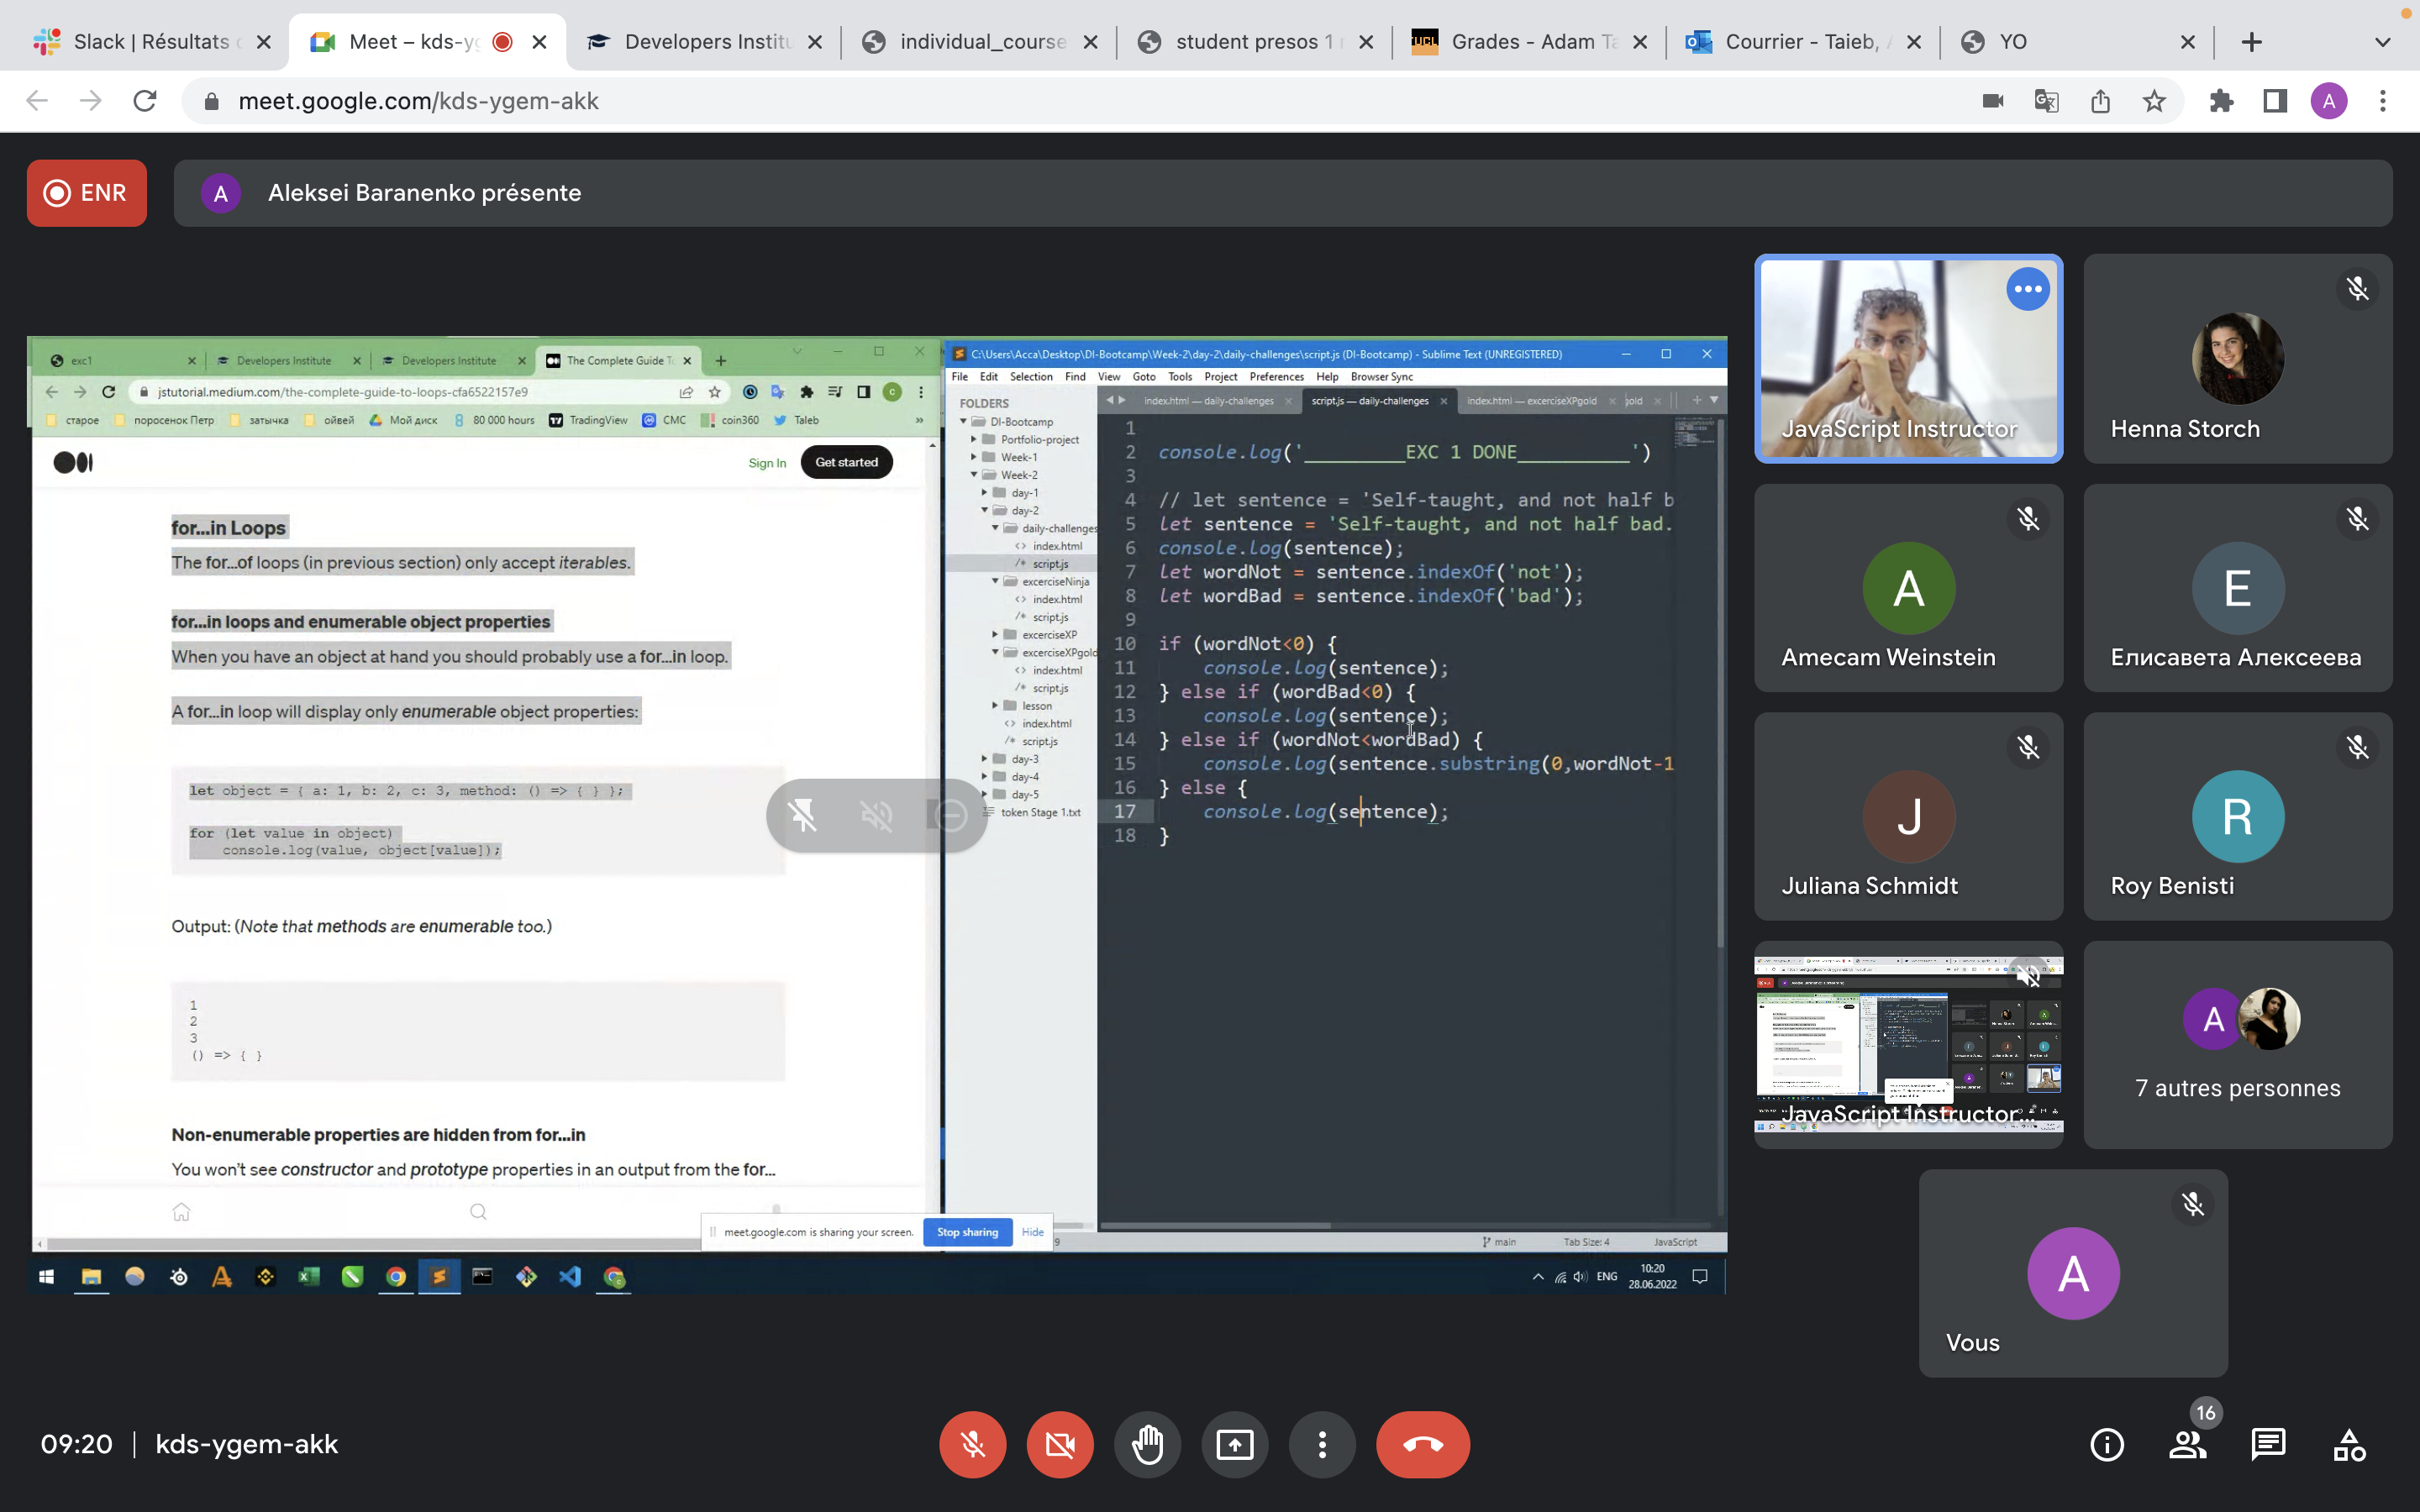 Slack | Résultats
Meet – kds-yg
Developers Institu
individual_course
student presos 1
Grades - Adam Ta
Courrier - Taieb,
YO
meet.google.com/kds-ygem-akk
A
ENR
A
Aleksei Baranenko présente
exc1
Developers Institute
Developers Institute
The Complete Guide T
jstutorial.medium.com/the-complete-guide-to-loops-cfa6522157e9
старое
поросенок Петр
затычка
ойвей
Мой диск
80 000 hours
TradingView
CMC
coin360
Taleb
Sign In
Get started
for...in Loops
The for...of loops (in previous section) only accept iterables.
for...in loops and enumerable object properties
When you have an object at hand you should probably use a for...in loop.
A for...in loop will display only enumerable object properties:
let object = { a: 1, b: 2, c: 3, method: () => { } };
for (let value in object)
console.log(value, object[value]);
Output: (Note that methods are enumerable too.)
1
2
3
() => { }
Non-enumerable properties are hidden from for...in
You won't see constructor and prototype properties in an output from the for...
meet.google.com is sharing your screen.
Stop sharing
Hide
C:\Users\Acca\Desktop\DI-Bootcamp\Week-2\day-2\daily-challenges\script.js (DI-Bootcamp) - Sublime Text (UNREGISTERED)
File Edit Selection Find View Goto Tools Project Preferences Help Browser Sync
FOLDERS
DI-Bootcamp
Portfolio-project
Week-1
Week-2
day-1
day-2
daily-challenges
index.html
script.js
excerciseNinja
index.html
script.js
excerciseXP
excerciseXPgold
index.html
script.js
lesson
index.html
script.js
day-3
day-4
day-5
token Stage 1.txt
index.html — daily-challenges
script.js — daily-challenges
index.html — excerciseXPgold
gold
1
2 console.log('_________EXC 1 DONE__________')
3
4 // let sentence = 'Self-taught, and not half b
5 let sentence = 'Self-taught, and not half bad.
6 console.log(sentence);
7 let wordNot = sentence.indexOf('not');
8 let wordBad = sentence.indexOf('bad');
9
10 if (wordNot<0) {
11 console.log(sentence);
12 } else if (wordBad<0) {
13 console.log(sentence);
14 } else if (wordNot<wordBad) {
15 console.log(sentence.substring(0,wordNot-1
16 } else {
17 console.log(sentence);
18 }
9
main
Tab Size: 4
JavaScript
ENG
10:20
28.06.2022
JavaScript Instructor
Henna Storch
A
Amecam Weinstein
E
Елисавета Алексеева
J
Juliana Schmidt
R
Roy Benisti
JavaScript Instructor...
A
7 autres personnes
A
Vous
09:20 | kds-ygem-akk
16